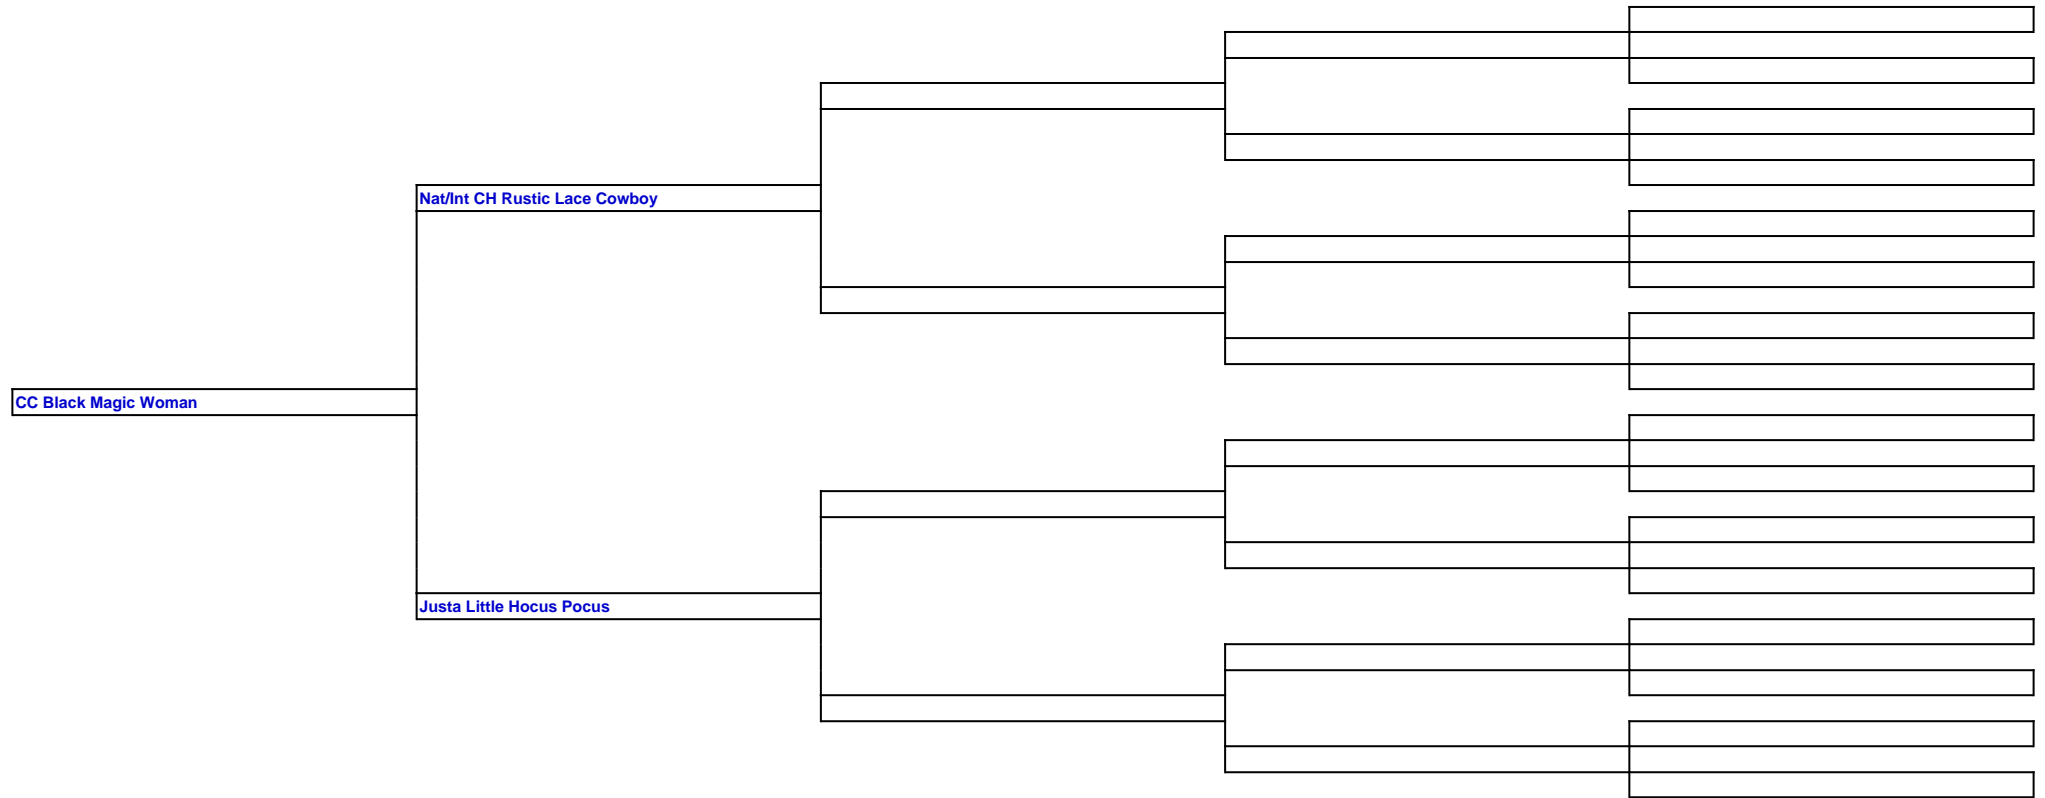 Nat/Int CH Rustic Lace Cowboy
CC Black Magic Woman
Justa Little Hocus Pocus